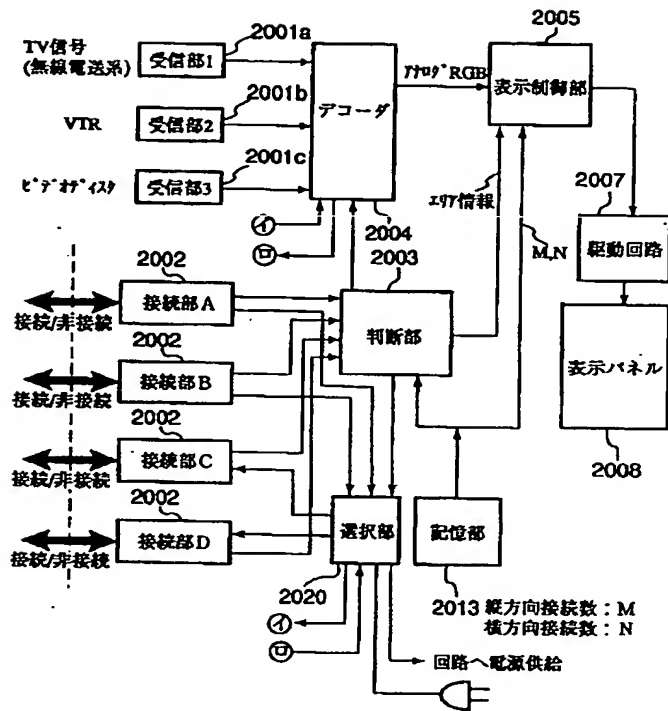 TV信号
(無線電送系)
受信部1
2001a
VTR
受信部2
2001b
ビデオディスク
受信部3
2001c
デコーダ
2004
アナログRGB
2005
表示制御部
エリア情報
M,N
2007
駆動回路
表示パネル
2008
イ
ロ
2002
接続部A
接続/非接続
2002
接続部B
接続/非接続
2002
接続部C
接続/非接続
2002
接続部D
接続/非接続
2003
判断部
選択部
2020
記憶部
2013
縦方向接続数:M
横方向接続数:N
イ
ロ
回路へ電源供給